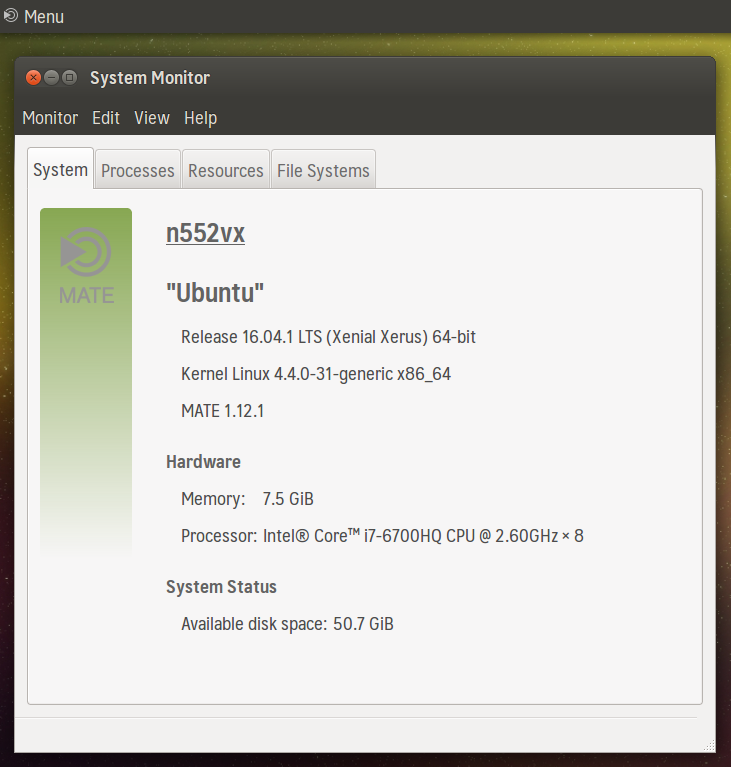 Menu
System Monitor
Monitor Edit View Help
System Processes Resources File Systems
MATE
n552vx
"Ubuntu"
Release 16.04.1 LTS (Xenial Xerus) 64-bit
Kernel Linux 4.4.0-31-generic x86_64
MATE 1.12.1
Hardware
Memory: 7.5 GiB
Processor: Intel® Core™ i7-6700HQ CPU @ 2.60GHz × 8
System Status
Available disk space: 50.7 GiB